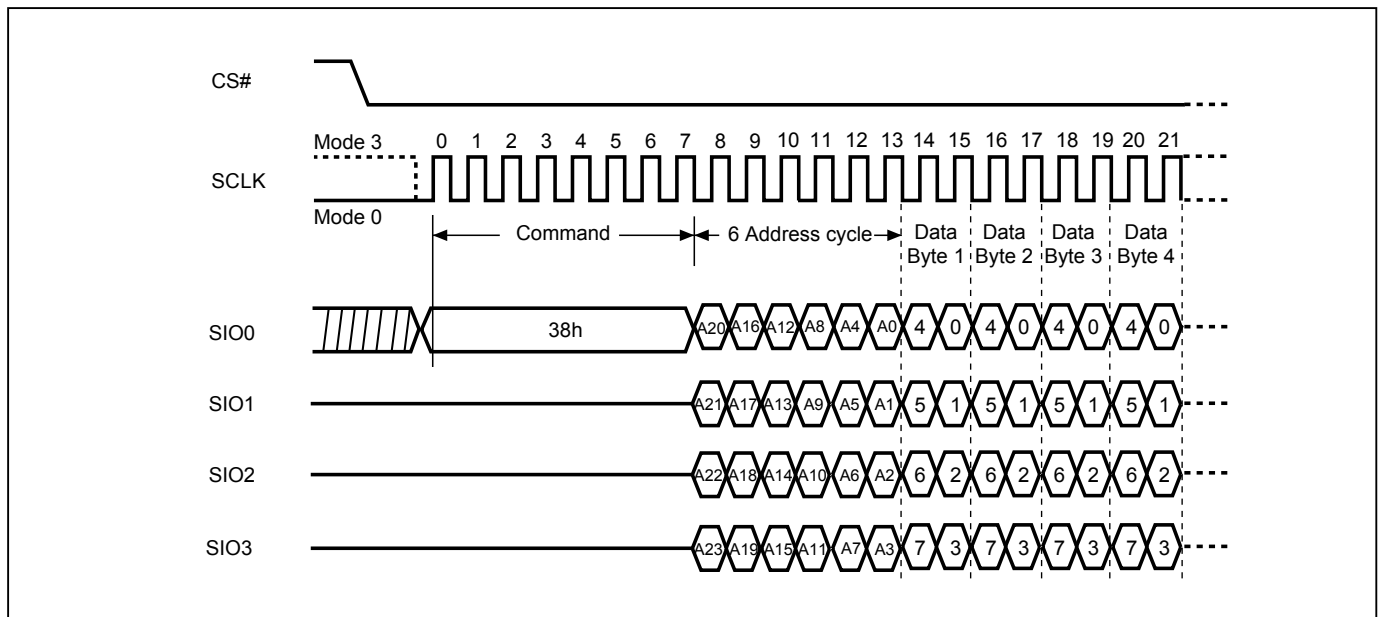 CS#
Mode 3
0 1 2 3 4 5 6 7 8 9 10 11 12 13 14 15 16 17 18 19 20 21
SCLK
Mode 0
Command
6 Address cycle
Data Data Data Data
Byte 1 Byte 2 Byte 3 Byte 4
SIO0 38h A20 A16 A12 A8 A4 A0 4 0 4 0 4 0 4 0
SIO1 A21 A17 A13 A9 A5 A1 5 1 5 1 5 1 5 1
SIO2 A22 A18 A14 A10 A6 A2 6 2 6 2 6 2 6 2
SIO3 A23 A19 A15 A11 A7 A3 7 3 7 3 7 3 7 3